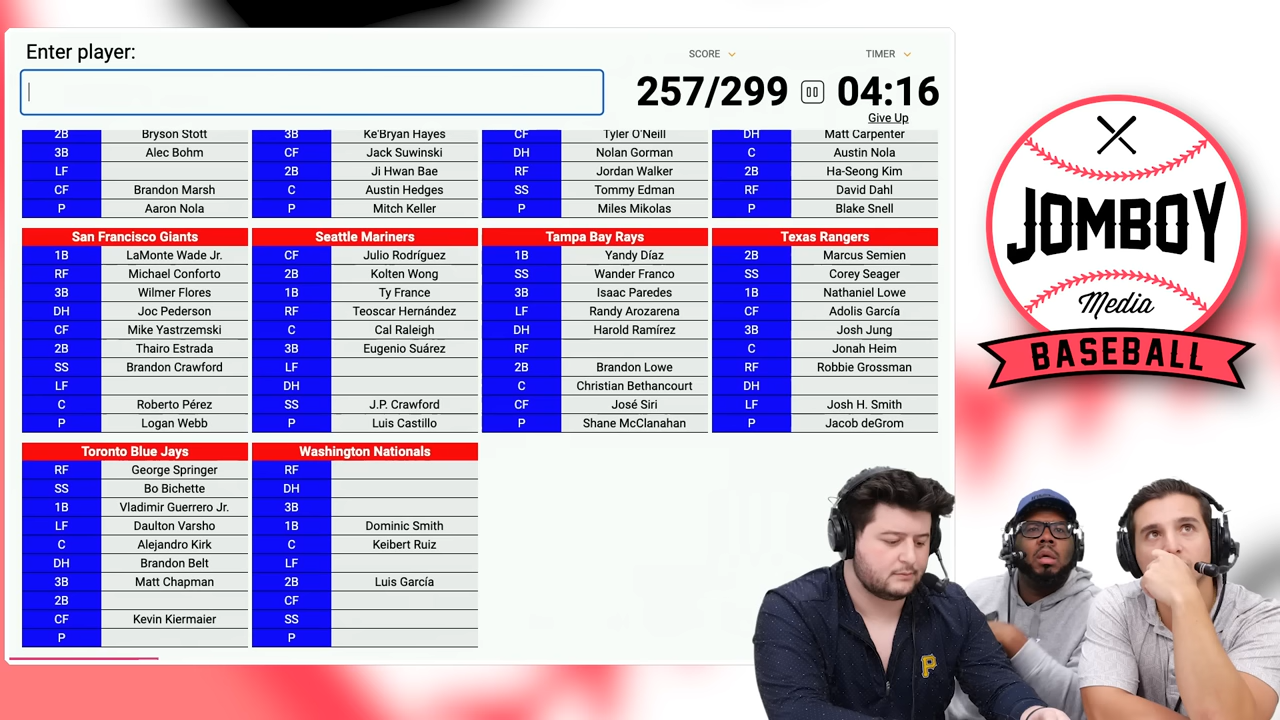 Enter player:
SCORE
TIMER
257/299
04:16
Give Up
2B Bryson Stott
3B Alec Bohm
LF
CF Brandon Marsh
P Aaron Nola
3B Ke'Bryan Hayes
CF Jack Suwinski
2B Ji Hwan Bae
C Austin Hedges
P Mitch Keller
CF Tyler O'Neill
DH Nolan Gorman
RF Jordan Walker
SS Tommy Edman
P Miles Mikolas
DH Matt Carpenter
C Austin Nola
2B Ha-Seong Kim
RF David Dahl
P Blake Snell
San Francisco Giants
1B LaMonte Wade Jr.
RF Michael Conforto
3B Wilmer Flores
DH Joc Pederson
CF Mike Yastrzemski
2B Thairo Estrada
SS Brandon Crawford
LF
C Roberto Pérez
P Logan Webb
Seattle Mariners
CF Julio Rodríguez
2B Kolten Wong
1B Ty France
RF Teoscar Hernández
C Cal Raleigh
3B Eugenio Suárez
LF
DH
SS J.P. Crawford
P Luis Castillo
Tampa Bay Rays
1B Yandy Díaz
SS Wander Franco
3B Isaac Paredes
LF Randy Arozarena
DH Harold Ramírez
RF
2B Brandon Lowe
C Christian Bethancourt
CF José Siri
P Shane McClanahan
Texas Rangers
2B Marcus Semien
SS Corey Seager
1B Nathaniel Lowe
CF Adolis García
3B Josh Jung
C Jonah Heim
RF Robbie Grossman
DH
LF Josh H. Smith
P Jacob deGrom
Toronto Blue Jays
RF George Springer
SS Bo Bichette
1B Vladimir Guerrero Jr.
LF Daulton Varsho
C Alejandro Kirk
DH Brandon Belt
3B Matt Chapman
2B
CF Kevin Kiermaier
P
Washington Nationals
RF
DH
3B
1B Dominic Smith
C Keibert Ruiz
LF
2B Luis García
CF
SS
P
JOMBOY
Media
BASEBALL
P